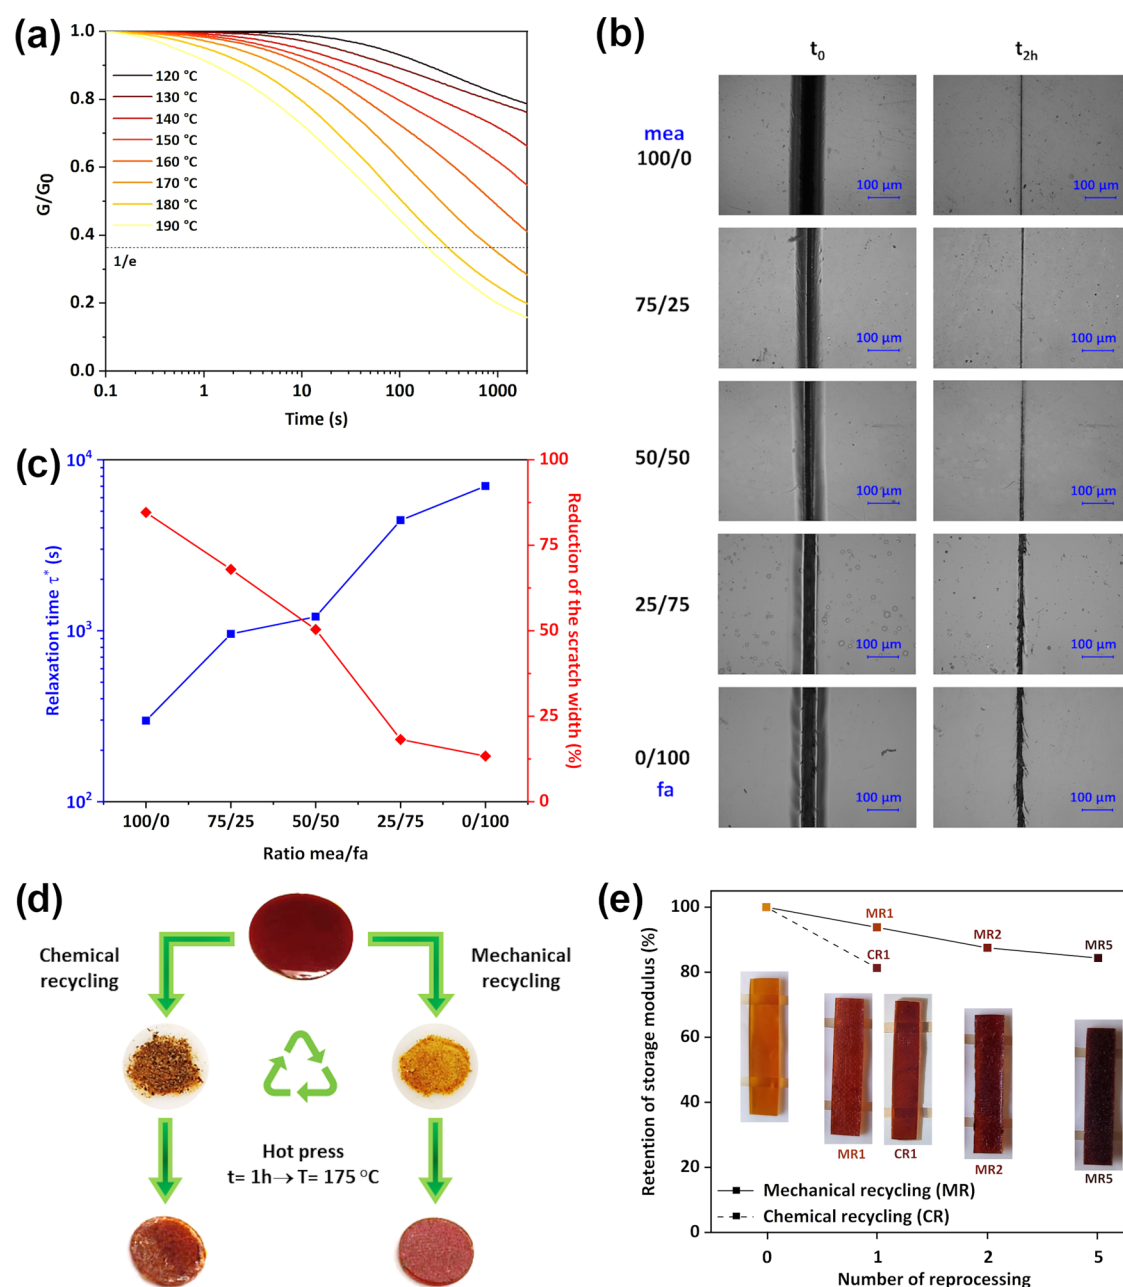 (a)
1.0
0.8
0.6
0.4
0.2
0.0
G/G0
120 °C
130 °C
140 °C
150 °C
160 °C
170 °C
180 °C
190 °C
1/e
0.1
1
10
100
1000
Time (s)
(b)
t0
t2h
mea
100/0
100 µm
100 µm
75/25
100 µm
100 µm
50/50
100 µm
100 µm
25/75
100 µm
100 µm
0/100
fa
100 µm
100 µm
(c)
10^4
10^3
10^2
Relaxation time τ* (s)
100
75
50
25
0
Reduction of the scratch width (%)
100/0
75/25
50/50
25/75
0/100
Ratio mea/fa
(d)
Chemical
recycling
Mechanical
recycling
Hot press
t= 1h→T= 175 °C
(e)
100
80
60
40
20
0
Retention of storage modulus (%)
MR1
CR1
MR2
MR5
MR1
CR1
MR2
MR5
Mechanical recycling (MR)
Chemical recycling (CR)
0
1
2
5
Number of reprocessing